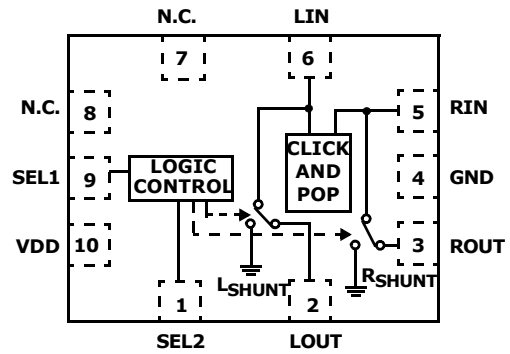 N.C.
LIN
7
6
N.C.
8
5
RIN
CLICK
AND
POP
SEL1
9
LOGIC
CONTROL
4
GND
VDD
10
3
ROUT
LSHUNT
RSHUNT
1
2
SEL2
LOUT